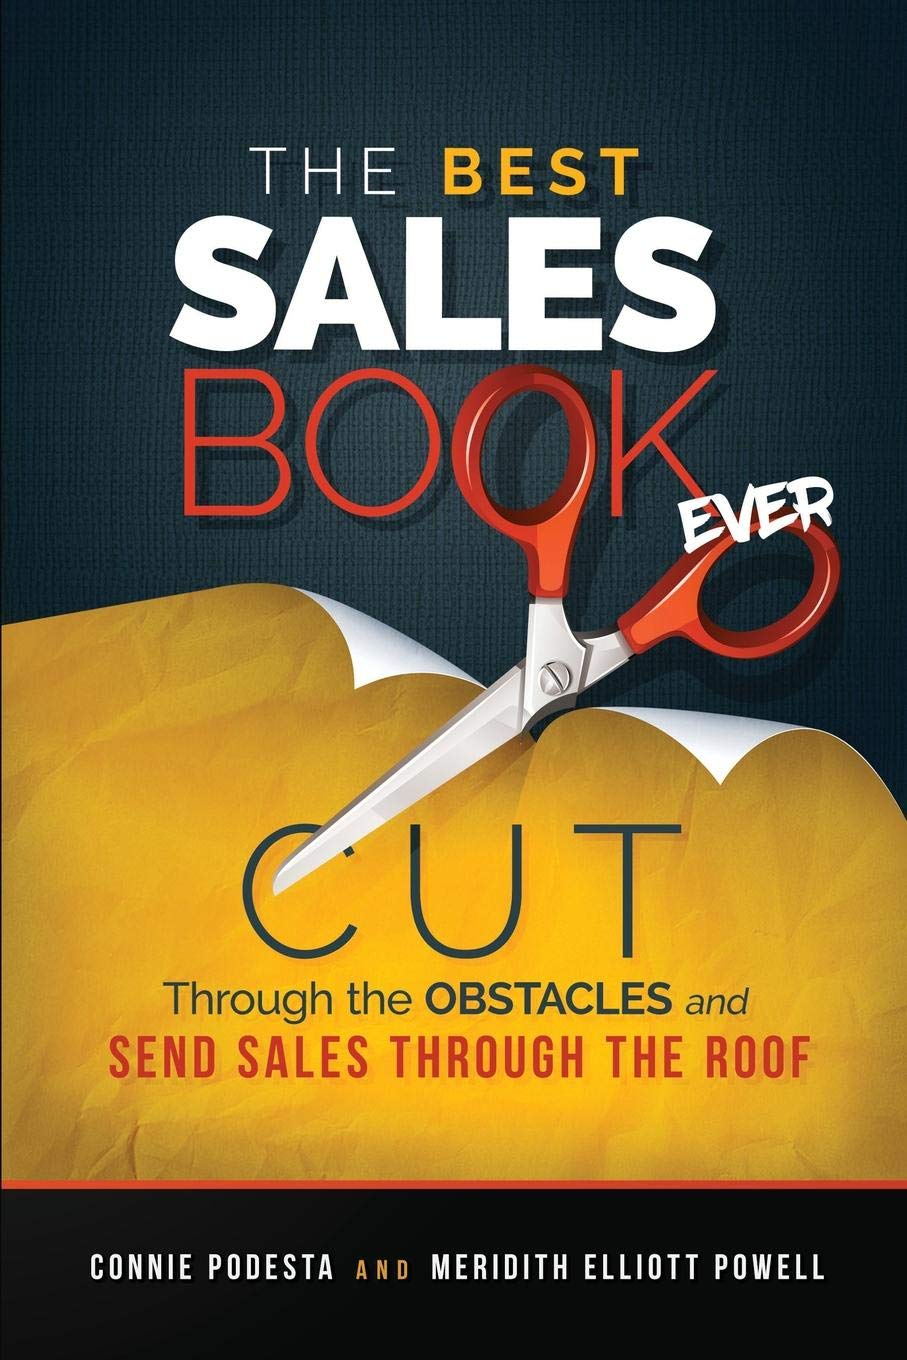 THE BEST
SALES
BOOK
EVER
CUT
Through the OBSTACLES and
SEND SALES THROUGH THE ROOF
CONNIE PODESTA AND MERIDITH ELLIOTT POWELL